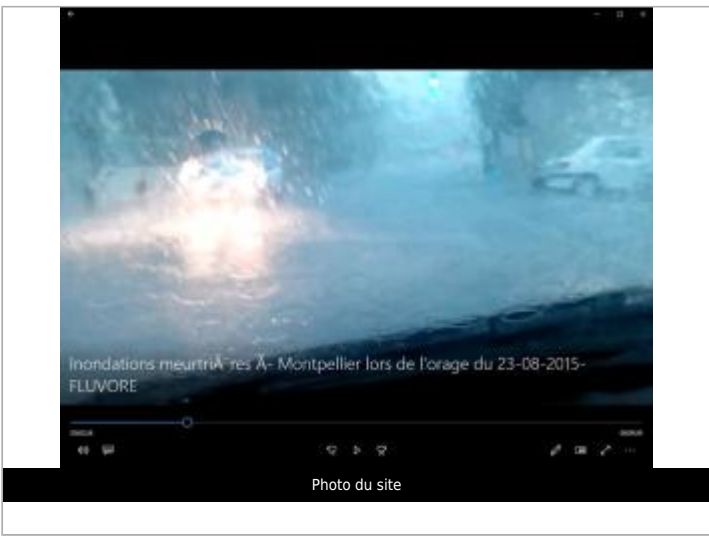 Inondations meurtriÃ¨res Ã- Montpellier lors de l'orage du 23-08-2015-
FLUVORE
Photo du site